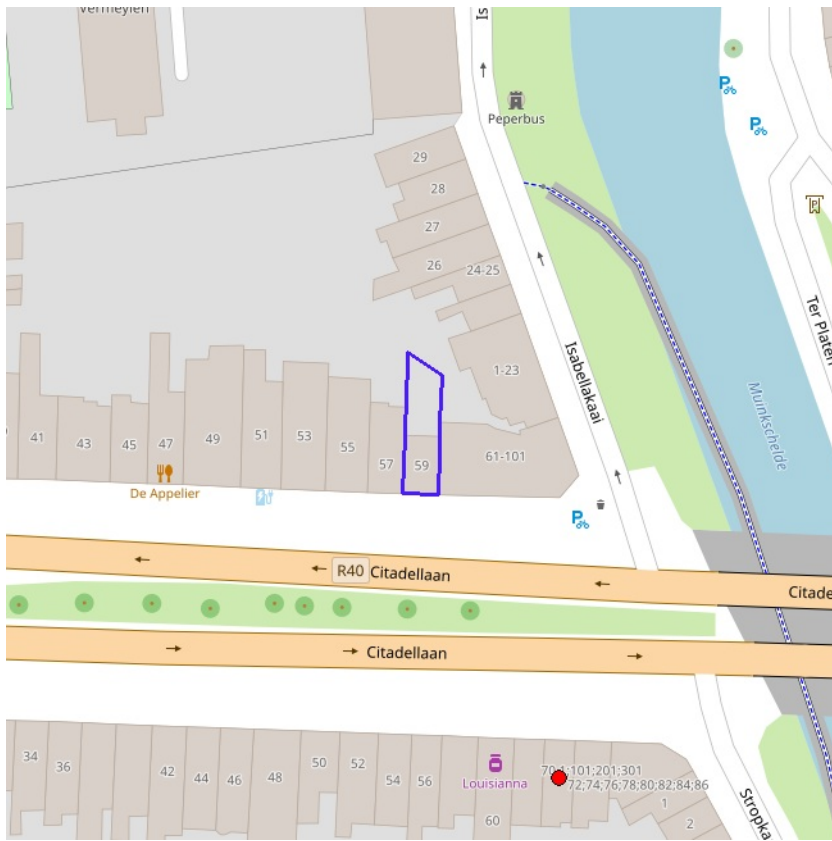 Vermeylen
Is
P
Peperbus
P
29
28
27
26
24-25
P
Ter Platen
1-23
Isabellakaai
Muinkschelde
41
43
45
47
49
51
53
55
57
59
61-101
De Appelier
P
R40
Citadellaan
Citade
Citadellaan
34
36
42
44
46
48
50
52
54
56
Louisianna
60
70;1;101;201;301
72;74;76;78;80;82;84;86
1
2
Stropka